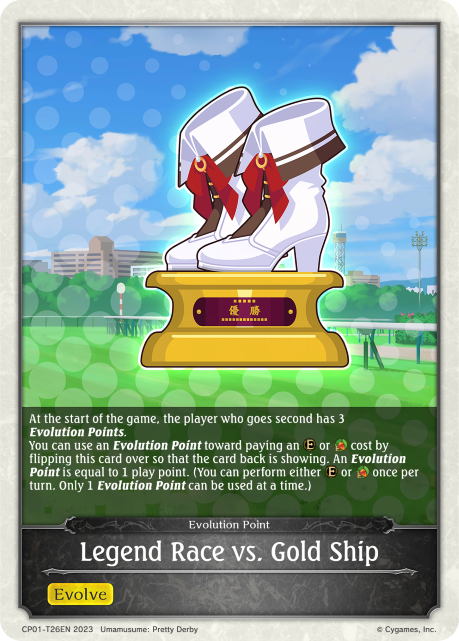 優勝
At the start of the game, the player who goes second has 3
Evolution Points.
You can use an Evolution Point toward paying an E or cost by
flipping this card over so that the card back is showing. An Evolution
Point is equal to 1 play point. (You can perform either E or once per
turn. Only 1 Evolution Point can be used at a time.)
Evolution Point
Legend Race vs. Gold Ship
Evolve
CP01-T26EN 2023 Umamusume: Pretty Derby © Cygames, Inc.